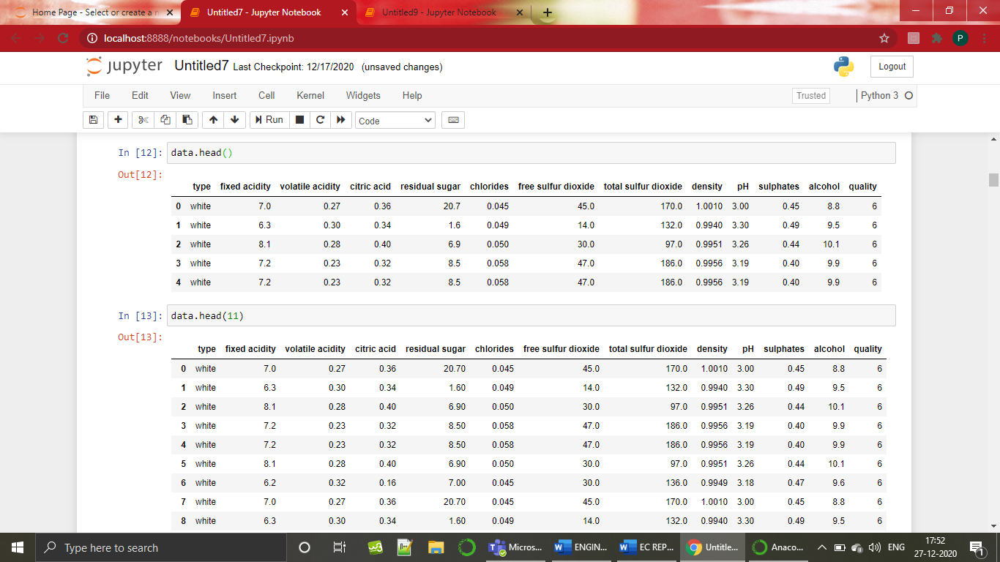 Home Page - Select or create a n
Untitled7 - Jupyter Notebook
Untitled9 - Jupyter Notebook
localhost:8888/notebooks/Untitled7.ipynb
P
jupyter Untitled7 Last Checkpoint: 12/17/2020 (unsaved changes)
Logout
File Edit View Insert Cell Kernel Widgets Help
Trusted
Python 3
Run
Code
In [12]: data.head()
Out[12]:
type fixed acidity volatile acidity citric acid residual sugar chlorides free sulfur dioxide total sulfur dioxide density pH sulphates alcohol quality
0 white 7.0 0.27 0.36 20.7 0.045 45.0 170.0 1.0010 3.00 0.45 8.8 6
1 white 6.3 0.30 0.34 1.6 0.049 14.0 132.0 0.9940 3.30 0.49 9.5 6
2 white 8.1 0.28 0.40 6.9 0.050 30.0 97.0 0.9951 3.26 0.44 10.1 6
3 white 7.2 0.23 0.32 8.5 0.058 47.0 186.0 0.9956 3.19 0.40 9.9 6
4 white 7.2 0.23 0.32 8.5 0.058 47.0 186.0 0.9956 3.19 0.40 9.9 6
In [13]: data.head(11)
Out[13]:
type fixed acidity volatile acidity citric acid residual sugar chlorides free sulfur dioxide total sulfur dioxide density pH sulphates alcohol quality
0 white 7.0 0.27 0.36 20.70 0.045 45.0 170.0 1.0010 3.00 0.45 8.8 6
1 white 6.3 0.30 0.34 1.60 0.049 14.0 132.0 0.9940 3.30 0.49 9.5 6
2 white 8.1 0.28 0.40 6.90 0.050 30.0 97.0 0.9951 3.26 0.44 10.1 6
3 white 7.2 0.23 0.32 8.50 0.058 47.0 186.0 0.9956 3.19 0.40 9.9 6
4 white 7.2 0.23 0.32 8.50 0.058 47.0 186.0 0.9956 3.19 0.40 9.9 6
5 white 8.1 0.28 0.40 6.90 0.050 30.0 97.0 0.9951 3.26 0.44 10.1 6
6 white 6.2 0.32 0.16 7.00 0.045 30.0 136.0 0.9949 3.18 0.47 9.6 6
7 white 7.0 0.27 0.36 20.70 0.045 45.0 170.0 1.0010 3.00 0.45 8.8 6
8 white 6.3 0.30 0.34 1.60 0.049 14.0 132.0 0.9940 3.30 0.49 9.5 6
Type here to search
Micros...
ENGIN...
EC REP...
Untitle...
Anaco...
ENG
17:52
27-12-2020
1